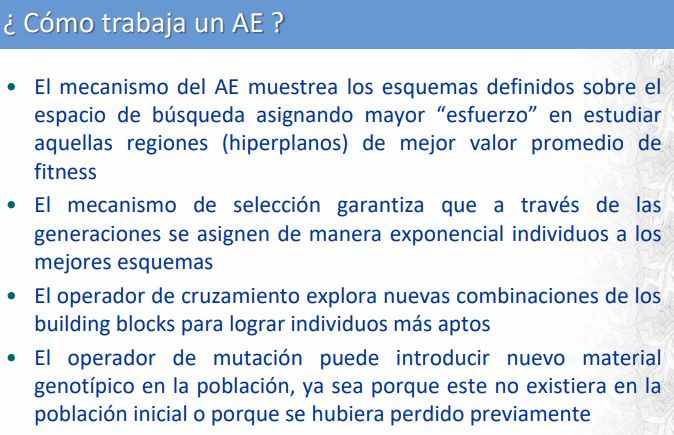 ¿ Cómo trabaja un AE ?
• El mecanismo del AE muestrea los esquemas definidos sobre el
espacio de búsqueda asignando mayor “esfuerzo” en estudiar
aquellas regiones (hiperplanos) de mejor valor promedio de
fitness
• El mecanismo de selección garantiza que a través de las
generaciones se asignen de manera exponencial individuos a los
mejores esquemas
• El operador de cruzamiento explora nuevas combinaciones de los
building blocks para lograr individuos más aptos
• El operador de mutación puede introducir nuevo material
genotípico en la población, ya sea porque este no existiera en la
población inicial o porque se hubiera perdido previamente